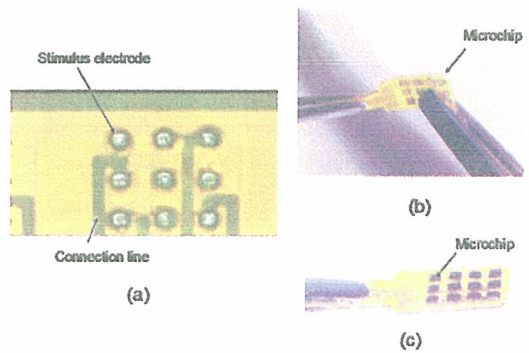 Stimulus electrode
Connection line
(a)
Microchip
(b)
Microchip
(c)